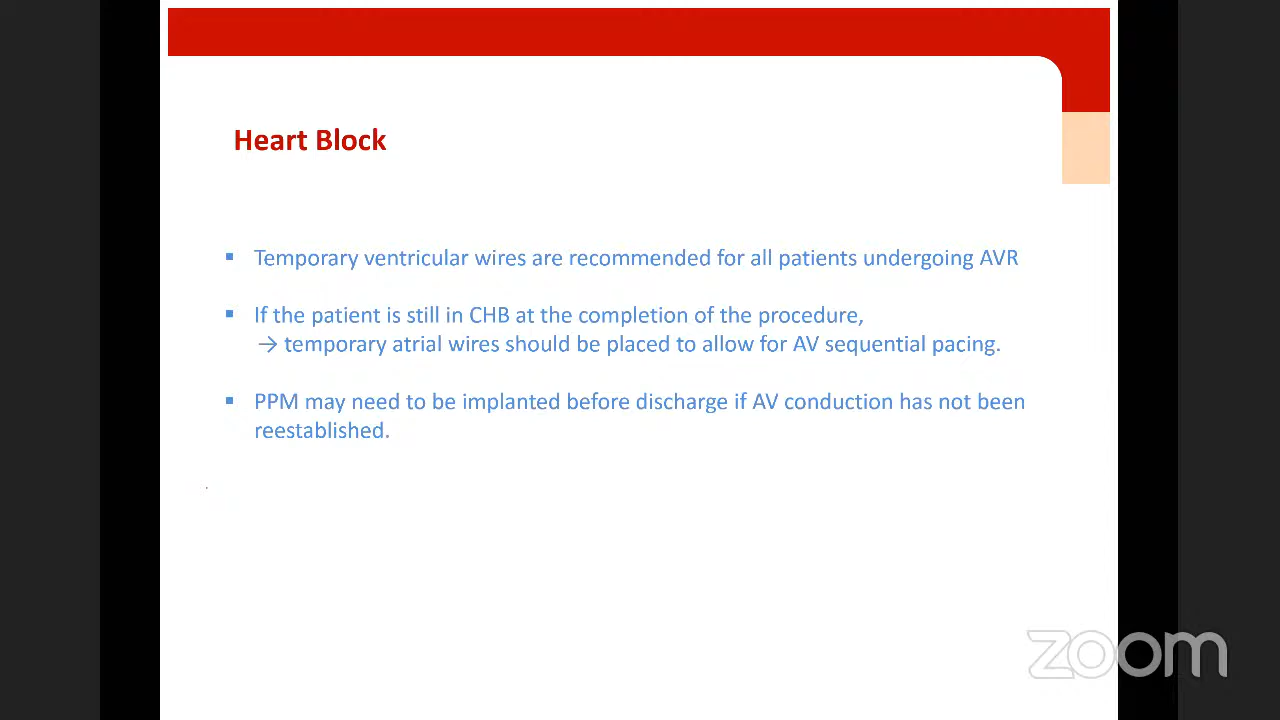 Heart Block
▪ Temporary ventricular wires are recommended for all patients undergoing AVR
▪ If the patient is still in CHB at the completion of the procedure,
→ temporary atrial wires should be placed to allow for AV sequential pacing.
▪ PPM may need to be implanted before discharge if AV conduction has not been
reestablished.
zoom